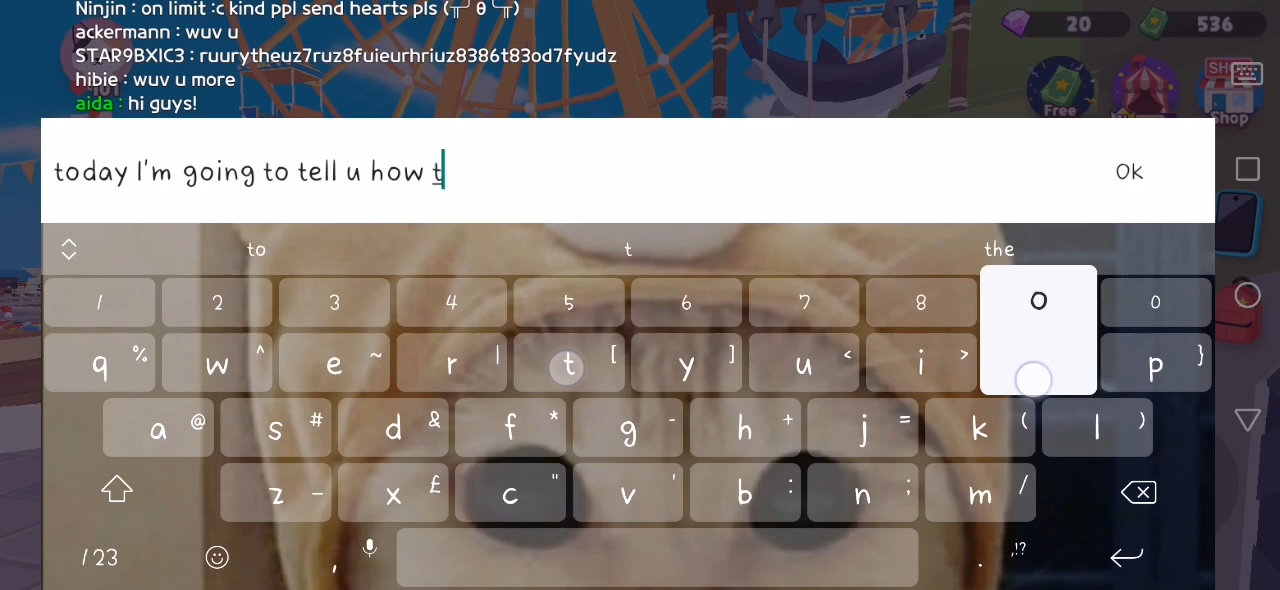 Ninjin : on limit :c kind ppl send hearts pls (╥╯θ╰╥)
20
536
ackermann : wuv u
STAR9BXlC3 : ruurytheuz7ruz8fuieurhriuz8386t83od7fyudz
hibie : wuv u more
aida : hi guys!
Free
Shop
today I'm going to tell u how t
OK
to t the
1 2 3 4 5 6 7 8 o 0
q % w ^ e ~ r | t [ y ] u < i > p }
a @ s # d & f * g - h + j = k ( l )
z _ x £ c " v ' b : n ; m /
/23 , . ,!?